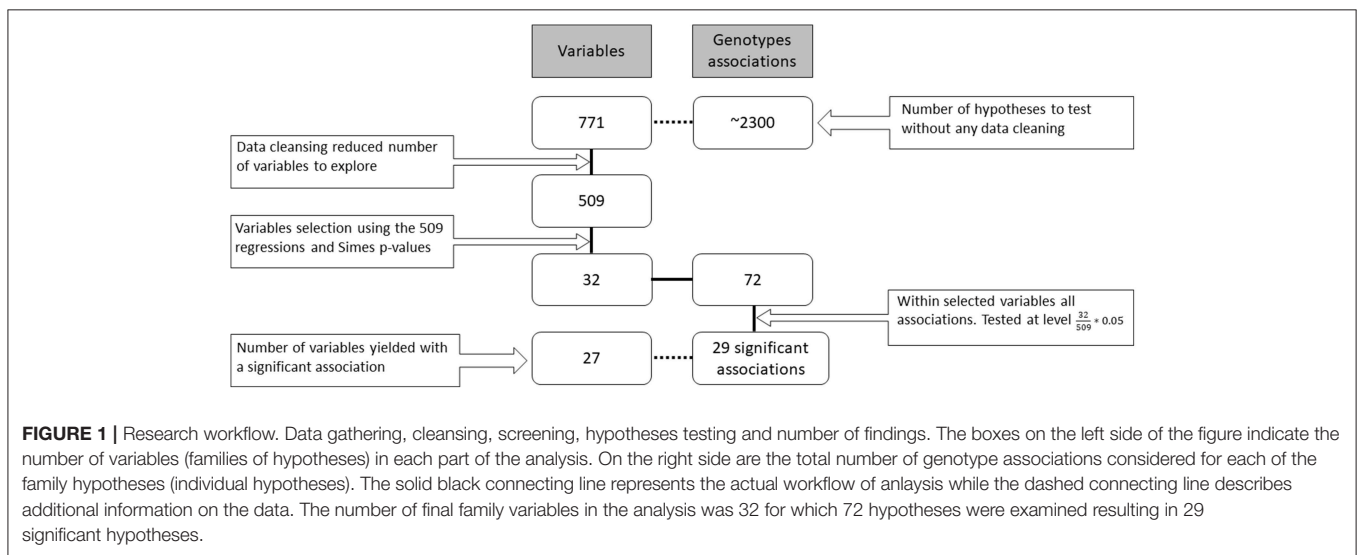 Variables
Genotypes
associations
771
~2300
Number of hypotheses to test
without any data cleaning
Data cleansing reduced number
of variables to explore
509
Variables selection using the 509
regressions and Simes p-values
32
72
Within selected variables all
associations. Tested at level 32/509 * 0.05
Number of variables yielded with
a significant association
27
29 significant
associations
FIGURE 1 | Research workflow. Data gathering, cleansing, screening, hypotheses testing and number of findings. The boxes on the left side of the figure indicate the
number of variables (families of hypotheses) in each part of the analysis. On the right side are the total number of genotype associations considered for each of the
family hypotheses (individual hypotheses). The solid black connecting line represents the actual workflow of anlaysis while the dashed connecting line describes
additional information on the data. The number of final family variables in the analysis was 32 for which 72 hypotheses were examined resulting in 29
significant hypotheses.